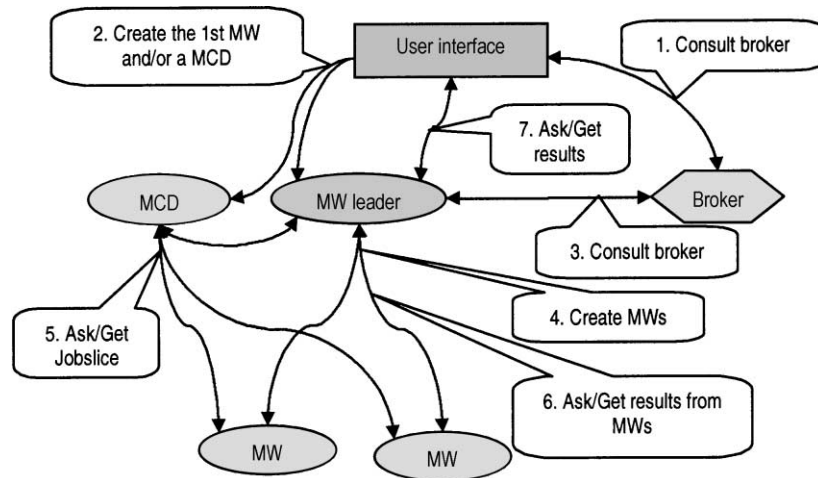 2. Create the 1st MW
and/or a MCD
User interface
1. Consult broker
7. Ask/Get
results
MCD
MW leader
Broker
3. Consult broker
5. Ask/Get
Jobslice
4. Create MWs
6. Ask/Get results from
MWs
MW
MW